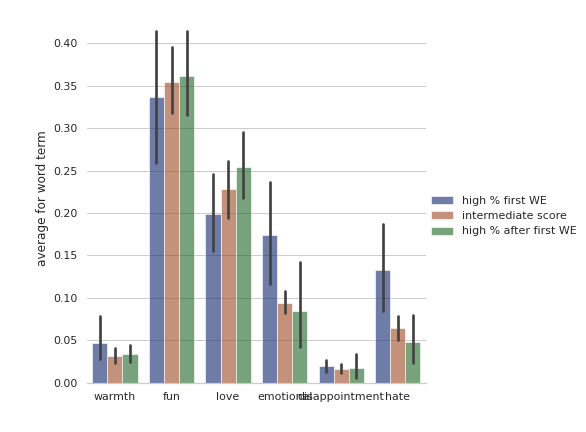 0.40
0.35
0.30
0.25
0.20
0.15
0.10
0.05
0.00
average for word term
warmth fun love emotional disappointment hate
high % first WE
intermediate score
high % after first WE